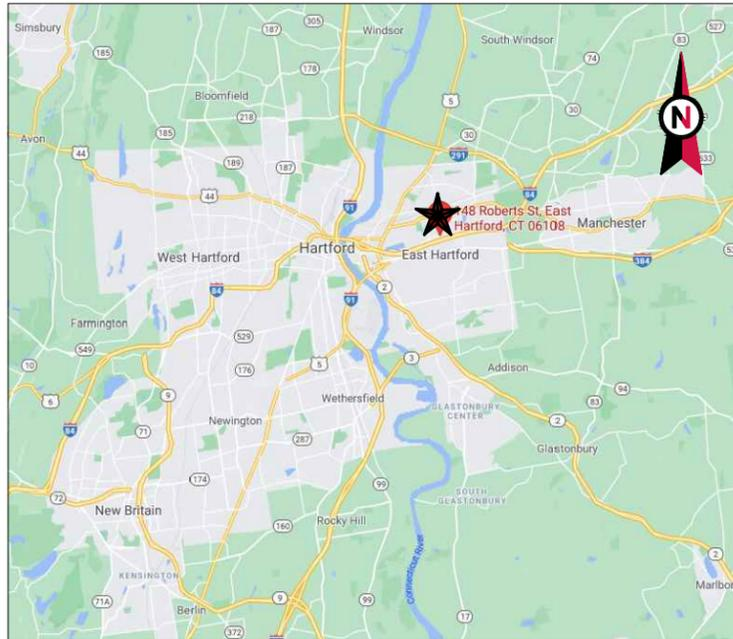 Simsbury
187
305
Windsor
South Windsor
83
527
74
185
178
Bloomfield
218
5
30
30
Avon
185
44
189
187
291
533
44
91
84
148 Roberts St, East
Hartford, CT 06108
Manchester
N
Hartford
East Hartford
West Hartford
384
84
91
2
Farmington
549
529
3
10
176
5
Addison
6
9
94
83
Wethersfield
GLASTONBURY
CENTER
Newington
2
84
71
287
Glastonbury
174
99
72
SOUTH
GLASTONBURY
New Britain
160
Rocky Hill
Connecticut River
2
KENSINGTON
Marlbor
71A
9
99
Berlin
17
372